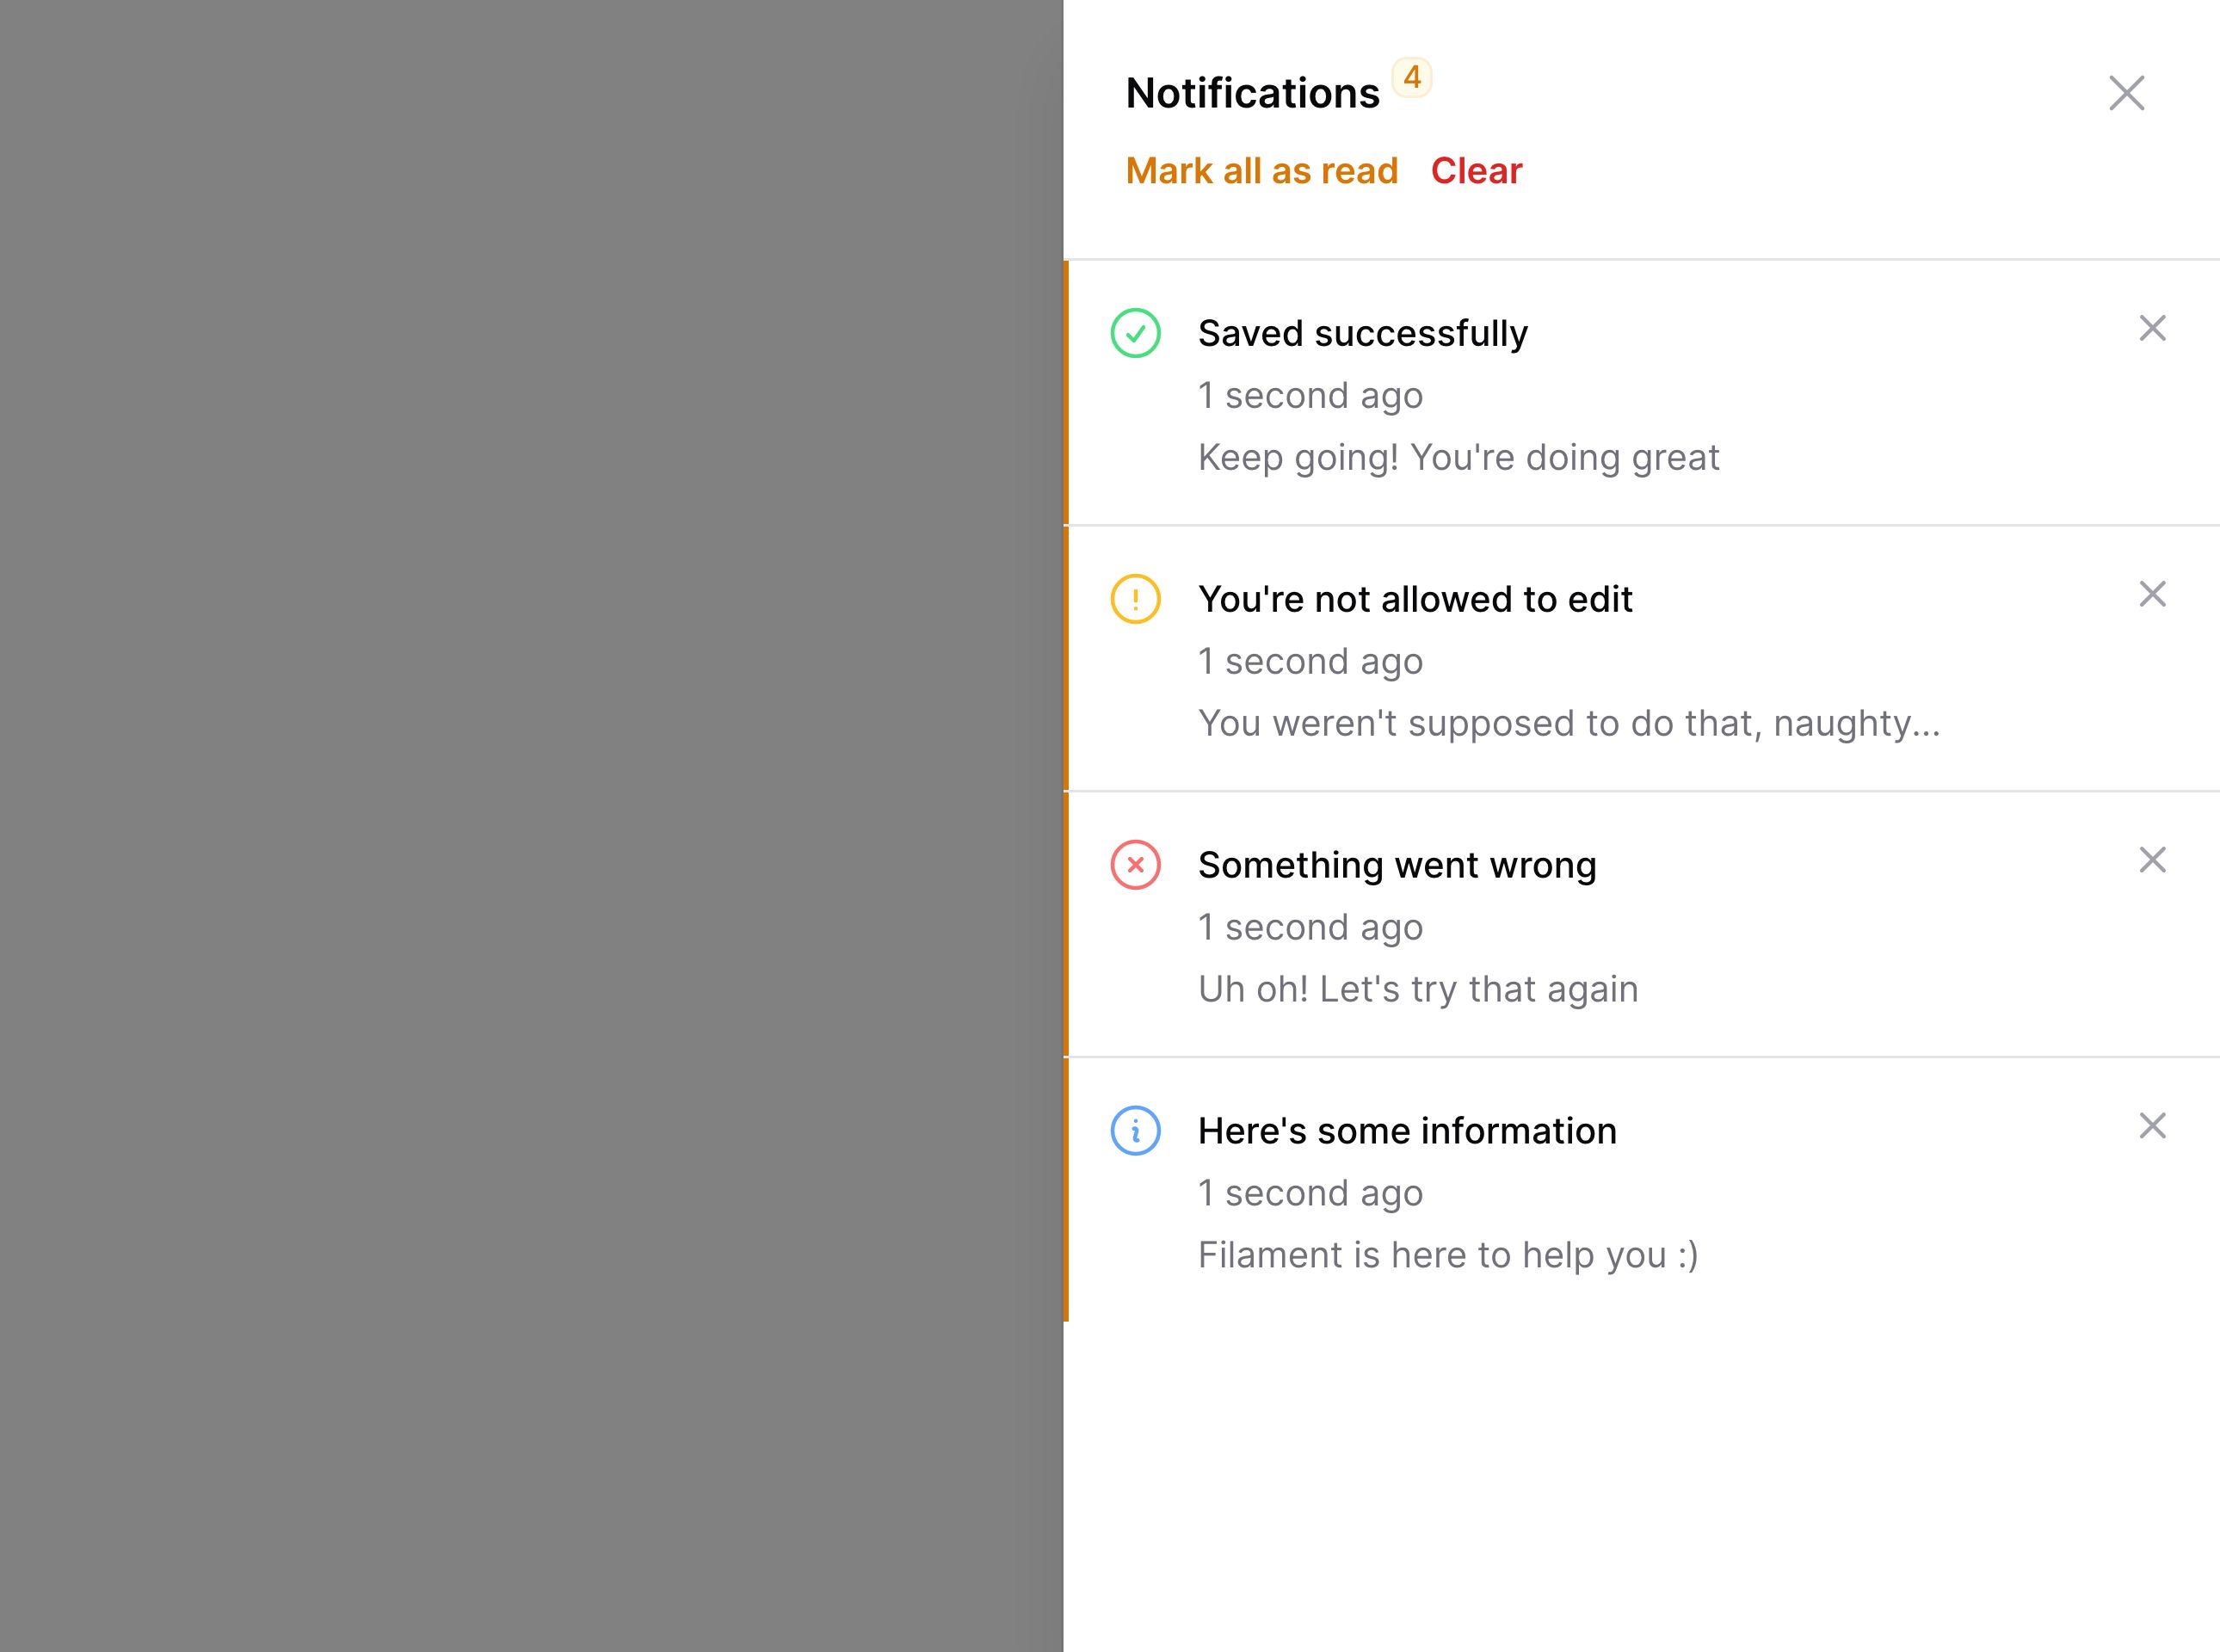 Notifications 4
Mark all as read Clear
Saved successfully
1 second ago
Keep going! You're doing great
You're not allowed to edit
1 second ago
You weren't supposed to do that, naughty...
Something went wrong
1 second ago
Uh oh! Let's try that again
Here's some information
1 second ago
Filament is here to help you :)